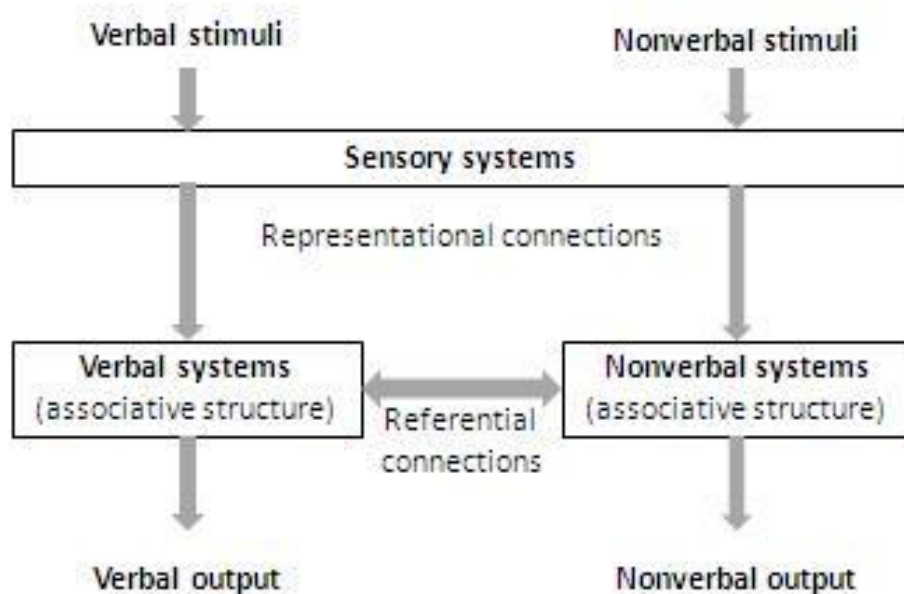 Verbal stimuli
Nonverbal stimuli
Sensory systems
Representational connections
Verbal systems
(associative structure)
Nonverbal systems
(associative structure)
Referential
connections
Verbal output
Nonverbal output